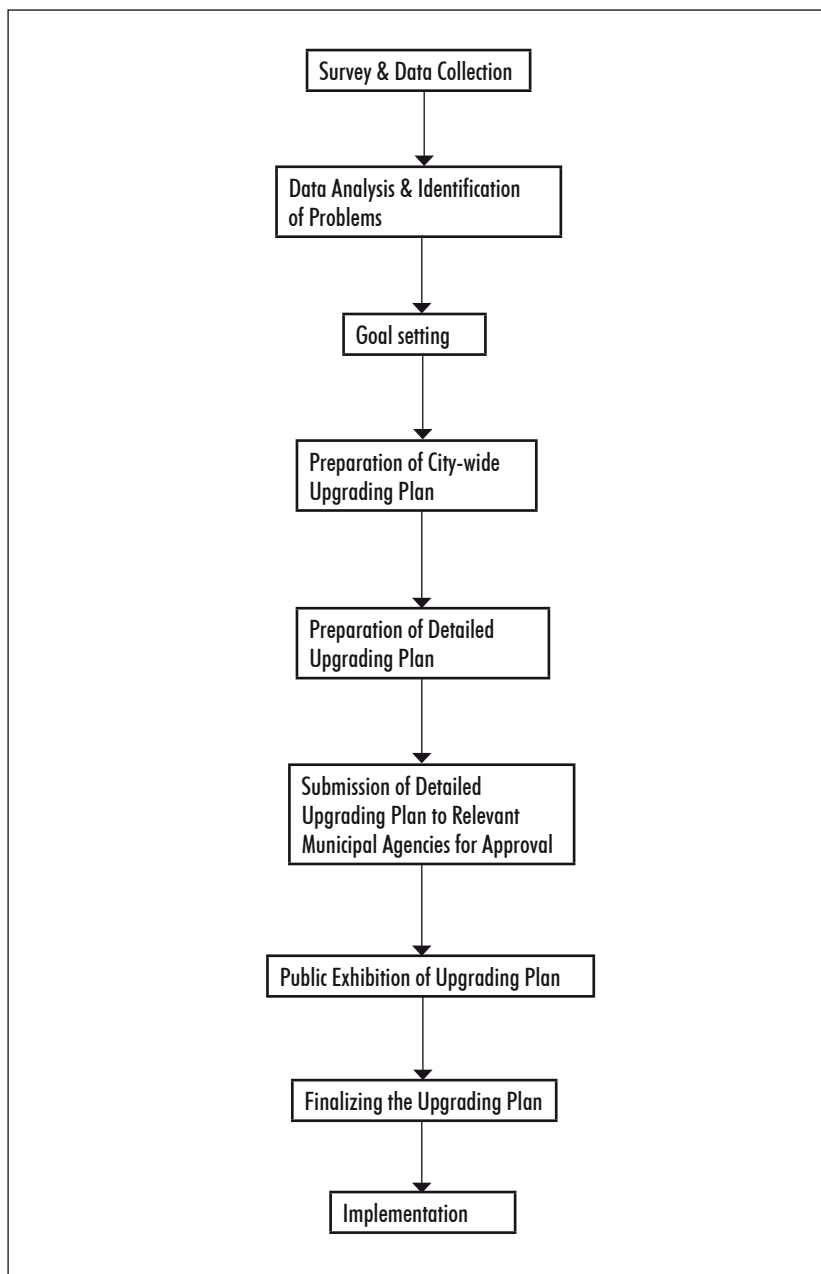 Survey & Data Collection
Data Analysis & Identification
of Problems
Goal setting
Preparation of City-wide
Upgrading Plan
Preparation of Detailed
Upgrading Plan
Submission of Detailed
Upgrading Plan to Relevant
Municipal Agencies for Approval
Public Exhibition of Upgrading Plan
Finalizing the Upgrading Plan
Implementation